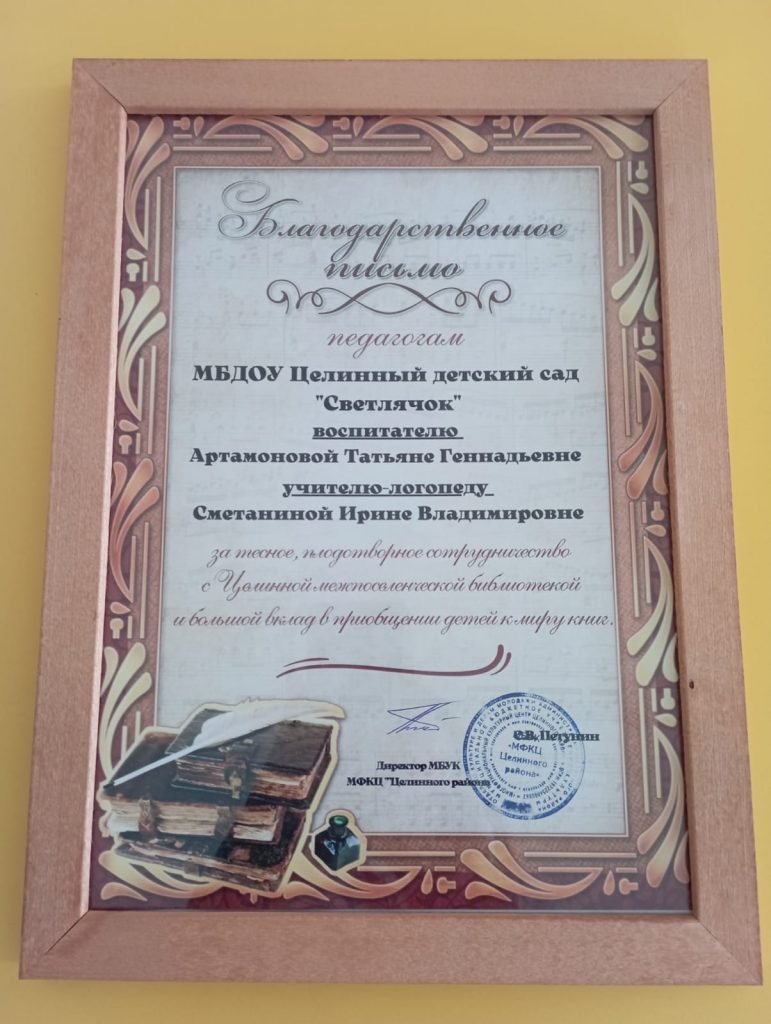 Благодарственное
письмо
педагогам
МБДОУ Целинный детский сад
"Светлячок"
воспитателю
Артамоновой Татьяне Геннадьевне
учителю-логопеду
Сметаниной Ирине Владимировне
за тесное, плодотворное сотрудничество
с Целинной межпоселенческой библиотекой
и большой вклад в приобщении детей к миру книг.
С.В. Петунин
Директор МБУК
МФКЦ "Целинного района
«МФКЦ
Целинного
района»